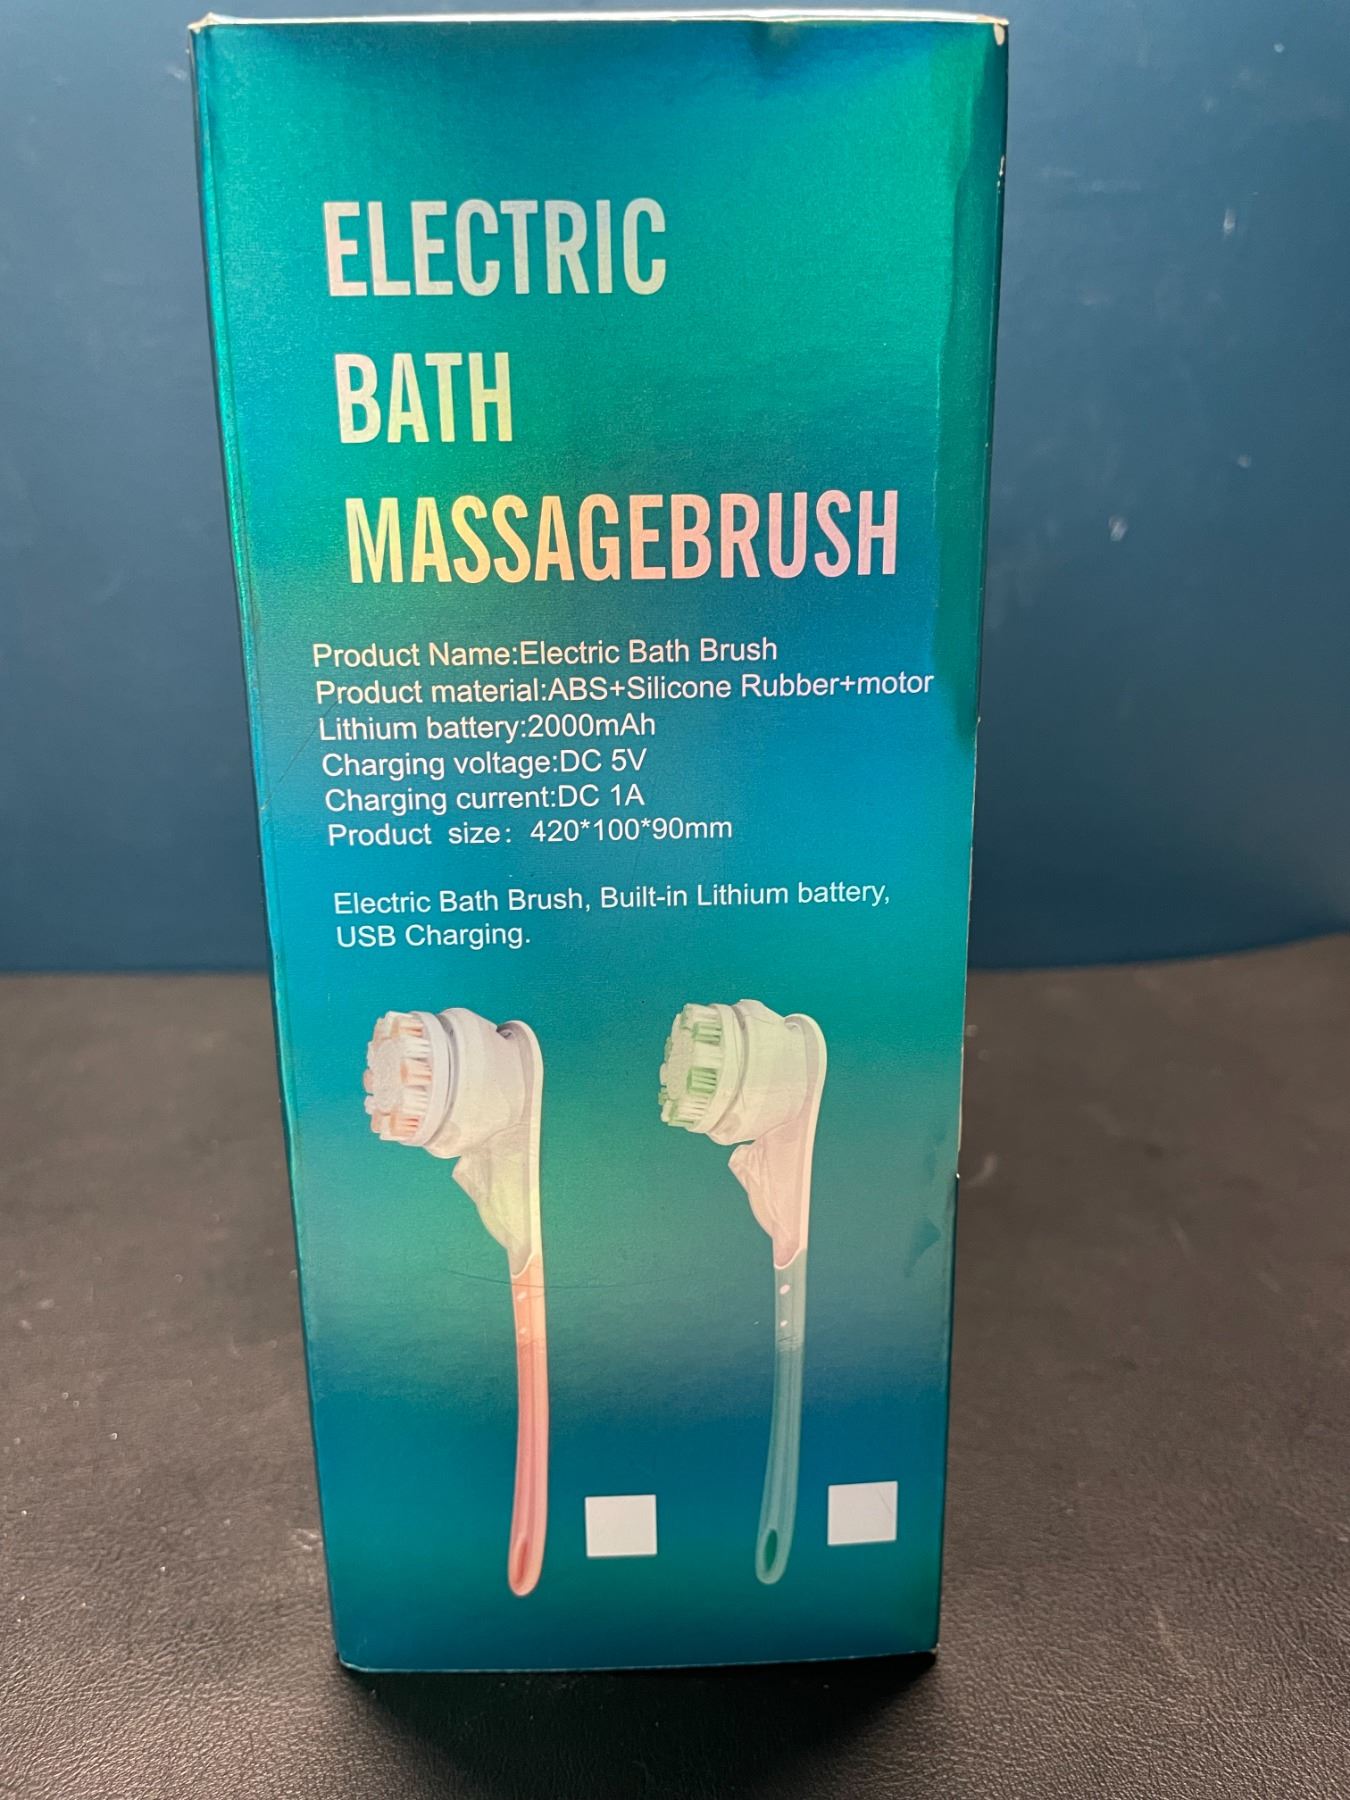 ELECTRIC
BATH
MASSAGEBRUSH
Product Name:Electric Bath Brush
Product material:ABS+Silicone Rubber+motor
Lithium battery:2000mAh
Charging voltage:DC 5V
Charging current:DC 1A
Product size: 420*100*90mm
Electric Bath Brush, Built-in Lithium battery,
USB Charging.